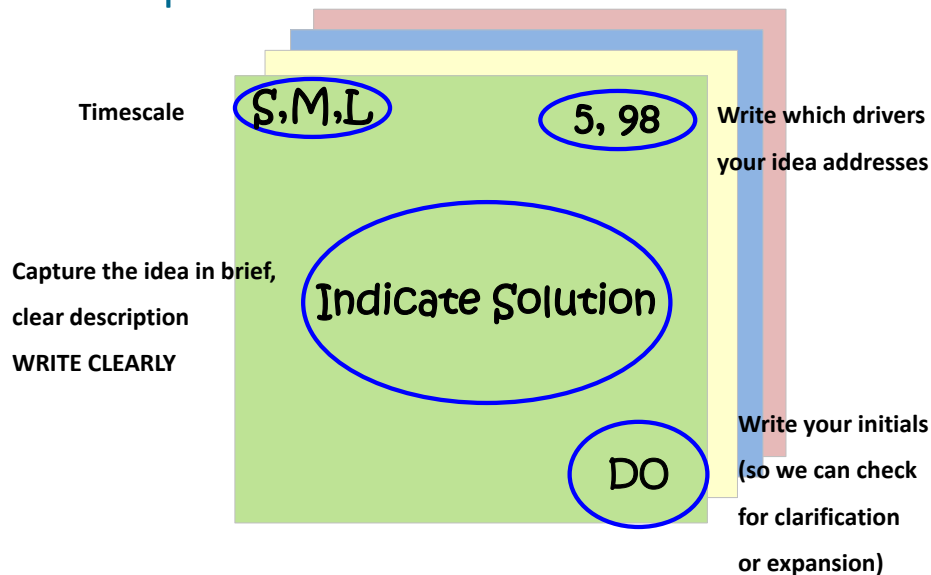 Timescale
S,M,L
5, 98
Write which drivers
your idea addresses
Capture the idea in brief,
clear description
WRITE CLEARLY
Indicate Solution
DO
Write your initials
(so we can check
for clarification
or expansion)